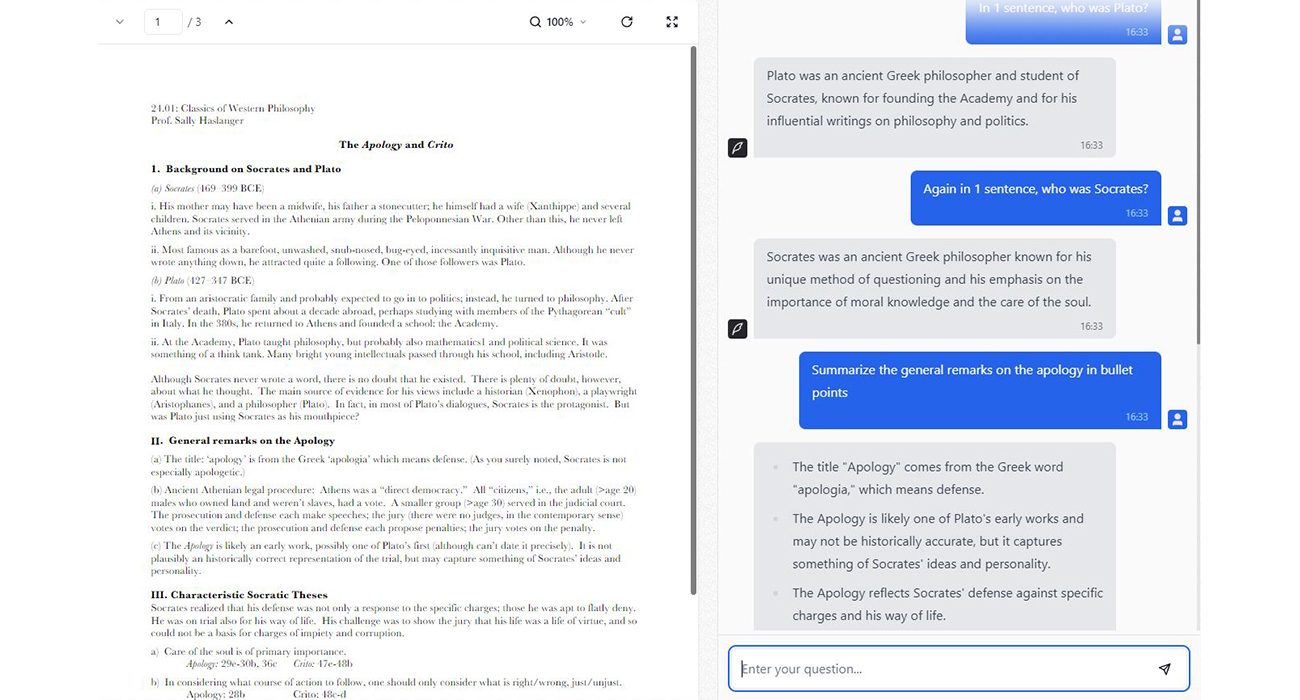 1 / 3
100%
24.01: Classics of Western Philosophy
Prof. Sally Haslanger
The Apology and Crito
1. Background on Socrates and Plato
(a) Socrates (469–399 BCE)
i. His mother may have been a midwife, his father a stonecutter; he himself had a wife (Xanthippe) and several
children. Socrates served in the Athenian army during the Peloponnesian War. Other than this, he never left
Athens and its vicinity.
ii. Most famous as a barefoot, unwashed, snub-nosed, bug-eyed, incessantly inquisitive man. Although he never
wrote anything down, he attracted quite a following. One of those followers was Plato.
(b) Plato (427–347 BCE)
i. From an aristocratic family and probably expected to go in to politics; instead, he turned to philosophy. After
Socrates’ death, Plato spent about a decade abroad, perhaps studying with members of the Pythagorean “cult”
in Italy. In the 380s, he returned to Athens and founded a school: the Academy.
ii. At the Academy, Plato taught philosophy, but probably also mathematics1 and political science. It was
something of a think tank. Many bright young intellectuals passed through his school, including Aristotle.
Although Socrates never wrote a word, there is no doubt that he existed. There is plenty of doubt, however,
about what he thought. The main source of evidence for his views include a historian (Xenophon), a playwright
(Aristophanes), and a philosopher (Plato). In fact, in most of Plato’s dialogues, Socrates is the protagonist. But
was Plato just using Socrates as his mouthpiece?
II. General remarks on the Apology
(a) The title: ‘apology’ is from the Greek ‘apologia’ which means defense. (As you surely noted, Socrates is not
especially apologetic.)
(b) Ancient Athenian legal procedure: Athens was a “direct democracy.” All “citizens,” i.e., the adult (>age 20)
males who owned land and weren’t slaves, had a vote. A smaller group (>age 30) served in the judicial court.
The prosecution and defense each make speeches; the jury (there were no judges, in the contemporary sense)
votes on the verdict; the prosecution and defense each propose penalties; the jury votes on the penalty.
(c) The Apology is likely an early work, possibly one of Plato’s first (although can’t date it precisely). It is not
plausibly an historically correct representation of the trial, but may capture something of Socrates’ ideas and
personality.
III. Characteristic Socratic Theses
Socrates realized that his defense was not only a response to the specific charges; those he was apt to flatly deny.
He was on trial also for his way of life. His challenge was to show the jury that his life was a life of virtue, and so
could not be a basis for charges of impiety and corruption.
a) Care of the soul is of primary importance.
Apology: 29e-30b, 36c Crito: 47e-48b
b) In considering what course of action to follow, one should only consider what is right/wrong, just/unjust.
Apology: 28b Crito: 48c-d
In 1 sentence, who was Plato?
16:33
Plato was an ancient Greek philosopher and student of
Socrates, known for founding the Academy and for his
influential writings on philosophy and politics.
16:33
Again in 1 sentence, who was Socrates?
16:33
Socrates was an ancient Greek philosopher known for his
unique method of questioning and his emphasis on the
importance of moral knowledge and the care of the soul.
16:33
Summarize the general remarks on the apology in bullet
points
16:33
The title "Apology" comes from the Greek word
"apologia," which means defense.
The Apology is likely one of Plato's early works and
may not be historically accurate, but it captures
something of Socrates' ideas and personality.
The Apology reflects Socrates' defense against specific
charges and his way of life.
Enter your question...